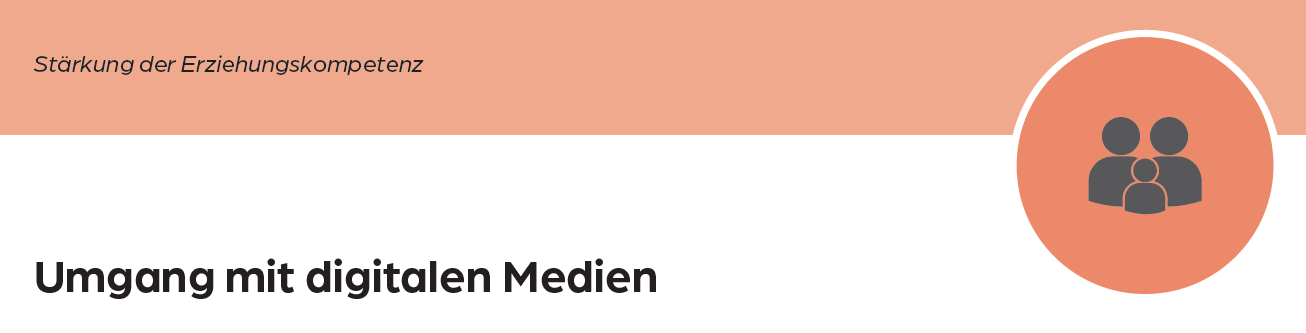 Stärkung der Erziehungskompetenz
Umgang mit digitalen Medien